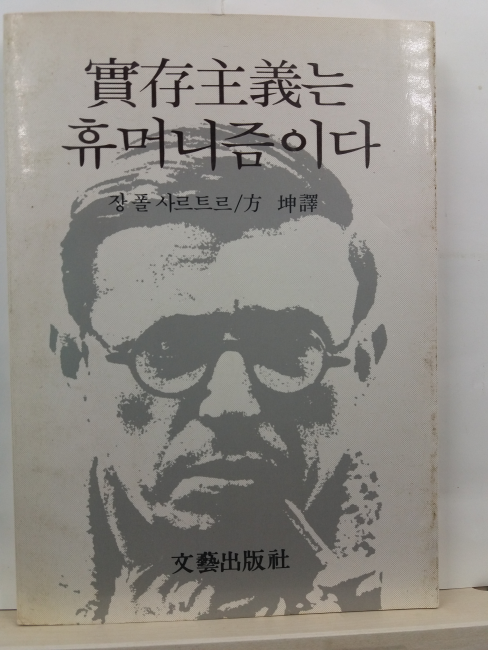 實存主義는
휴머니즘이다
장 폴 사르트르/方 坤譯
文藝出版社